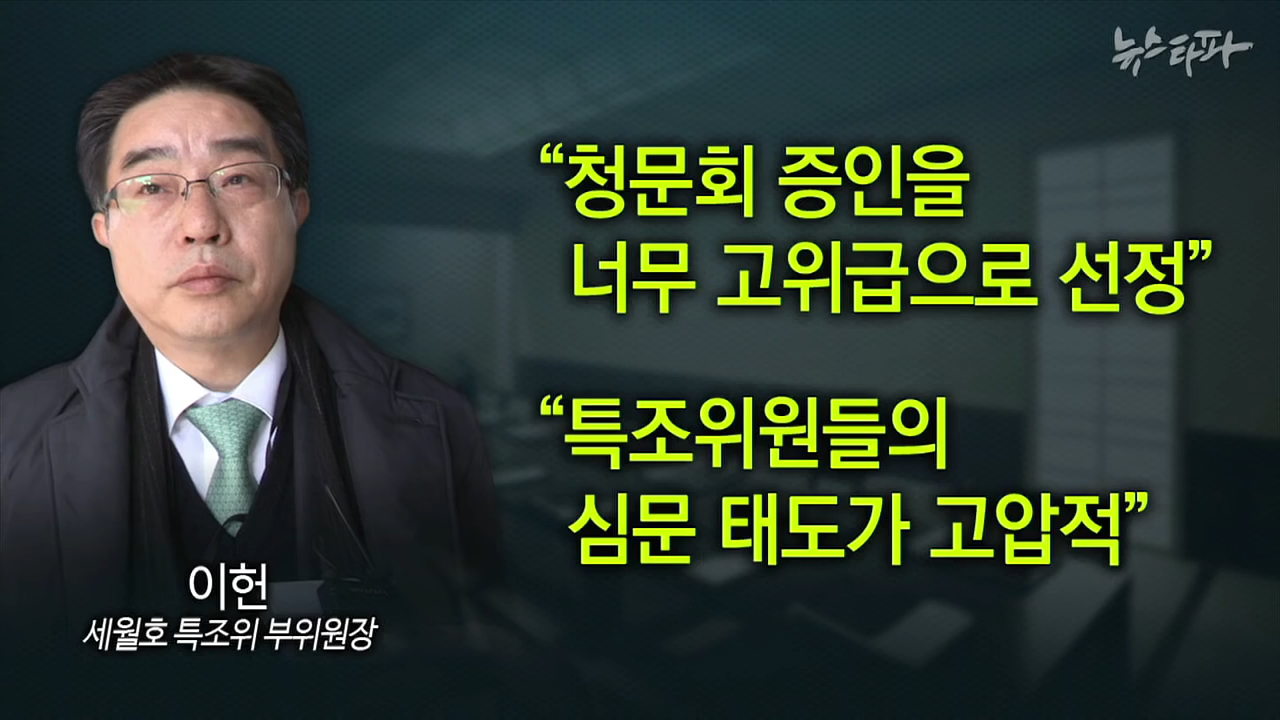 뉴스타파
“청문회 증인을
너무 고위급으로 선정”
“특조위원들의
심문 태도가 고압적”
이헌
세월호 특조위 부위원장